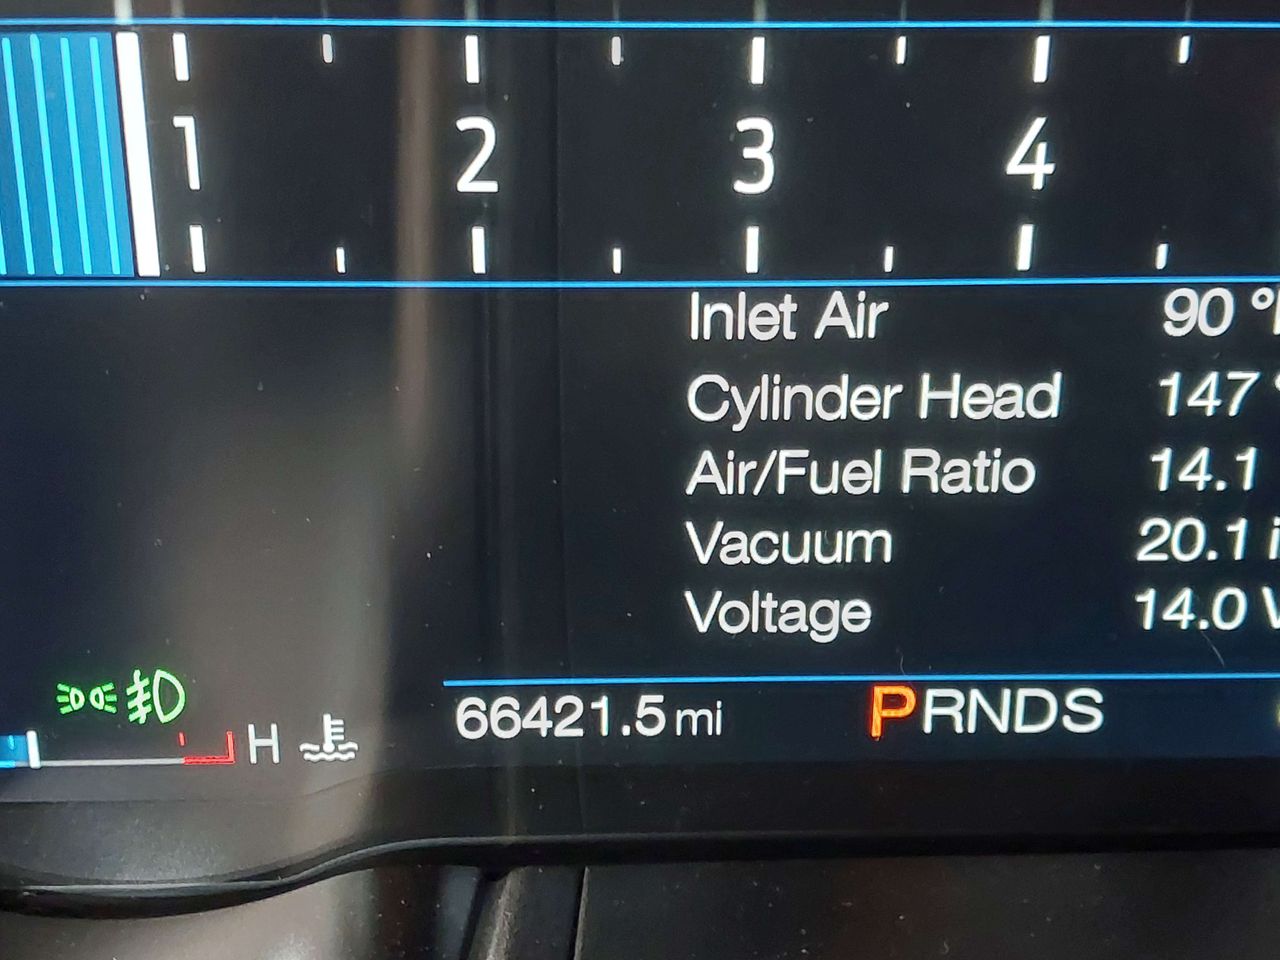 1 2 3 4
Inlet Air 90 °
Cylinder Head 147 °
Air/Fuel Ratio 14.1
Vacuum 20.1 i
Voltage 14.0 V
H 66421.5 mi PRNDS